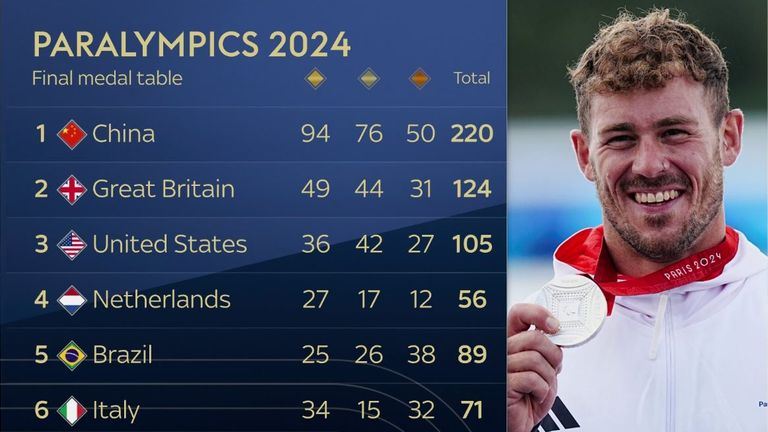 PARALYMPICS 2024
Final medal table Total
1 China 94 76 50 220
2 Great Britain 49 44 31 124
3 United States 36 42 27 105
4 Netherlands 27 17 12 56
5 Brazil 25 26 38 89
6 Italy 34 15 32 71
PARIS 2024